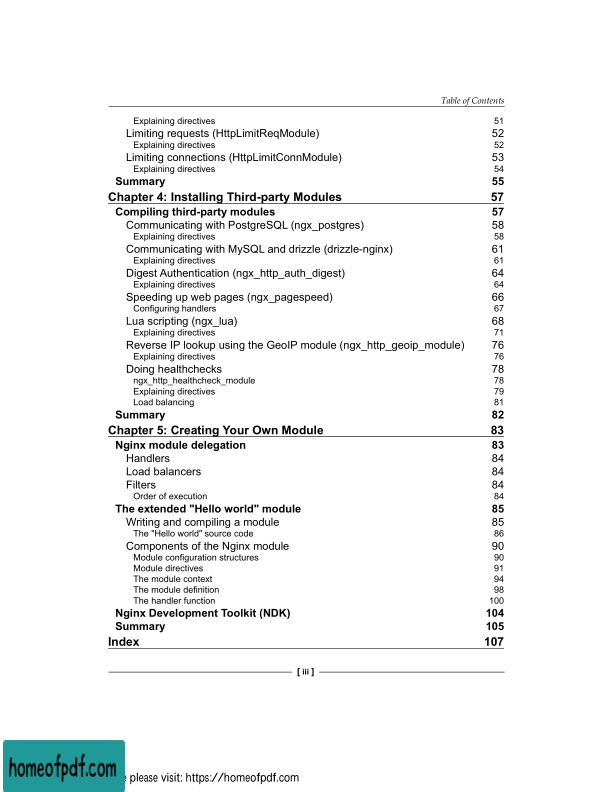 Table of Contents
Explaining directives 51
Limiting requests (HttpLimitReqModule) 52
Explaining directives 52
Limiting connections (HttpLimitConnModule) 53
Explaining directives 54
Summary 55
Chapter 4: Installing Third-party Modules 57
Compiling third-party modules 57
Communicating with PostgreSQL (ngx_postgres) 58
Explaining directives 58
Communicating with MySQL and drizzle (drizzle-nginx) 61
Explaining directives 61
Digest Authentication (ngx_http_auth_digest) 64
Explaining directives 64
Speeding up web pages (ngx_pagespeed) 66
Configuring handlers 67
Lua scripting (ngx_lua) 68
Explaining directives 71
Reverse IP lookup using the GeoIP module (ngx_http_geoip_module) 76
Explaining directives 76
Doing healthchecks 78
ngx_http_healthcheck_module 78
Explaining directives 79
Load balancing 81
Summary 82
Chapter 5: Creating Your Own Module 83
Nginx module delegation 83
Handlers 84
Load balancers 84
Filters 84
Order of execution 84
The extended "Hello world" module 85
Writing and compiling a module 85
The "Hello world" source code 86
Components of the Nginx module 90
Module configuration structures 90
Module directives 91
The module context 94
The module definition 98
The handler function 100
Nginx Development Toolkit (NDK) 104
Summary 105
Index 107
[ iii ]
homeofpdf.com
please visit: https://homeofpdf.com